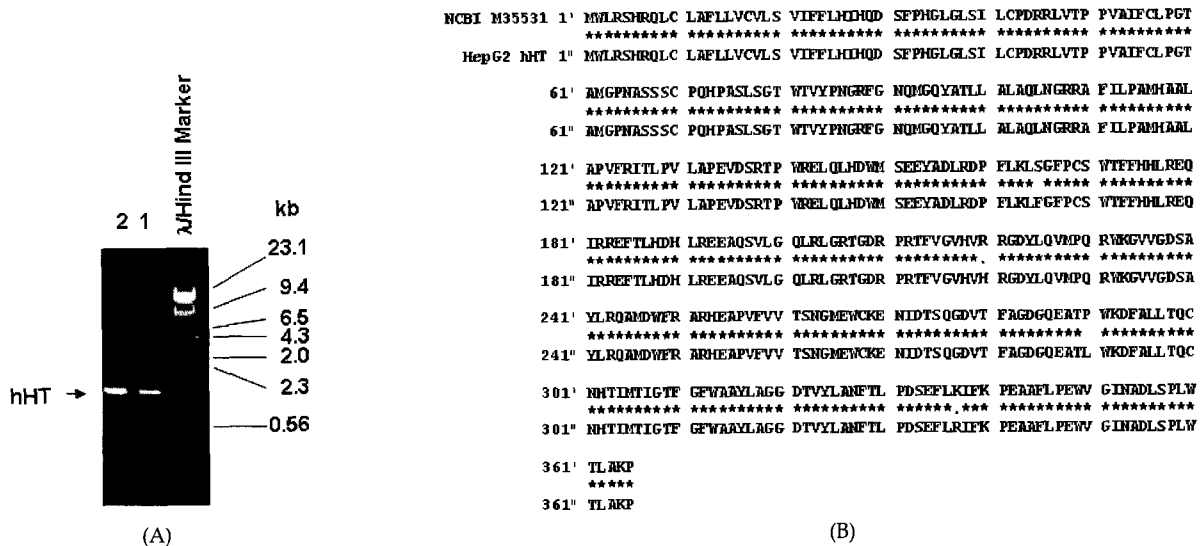 λ/Hind III Marker
2 1
kb
23.1
9.4
6.5
4.3
2.0
2.3
0.56
hHT
(A)
NCBI M35531 1' MWLRSHRQLC LAFLLVCVLS VIFFLHIHQD SFPHGLGLSI LCPDRRLVTP PVAIFCLPGT
********** ********** ********** ********** ********** **********
HepG2 hHT 1" MWLRSHRQLC LAFLLVCVLS VIFFLHIHQD SFPHGLGLSI LCPDRRLVTP PVAIFCLPGT
61' AMGPNASSSC PQHPASLSGT WTVYPNGRFG NQMGQYATLL ALAQLNGRRA FILPAMHAAL
********** ********** ********** ********** ********** **********
61" AMGPNASSSC PQHPASLSGT WTVYPNGRFG NQMGQYATLL ALAQLNGRRA FILPAMHAAL
121' APVFRITLPV LAPEVDSRTP WRELQLHDWM SEEYADLRDP FLKLSGFPCS WTFFHHLREQ
********** ********** ********** ********** **** ***** **********
121" APVFRITLPV LAPEVDSRTP WRELQLHDWM SEEYADLRDP FLKLFGFPCS WTFFHHLREQ
181' IRREFTLHDH LREEAQSVLG QLRLGRTGDR PRTFVGVHVR RGDYLQVMPQ RWKGVVGDSA
********** ********** ********** *********. ********** **********
181" IRREFTLHDH LREEAQSVLG QLRLGRTGDR PRTFVGVHVH RGDYLQVMPQ RWKGVVGDSA
241' YLRQAMDWFR ARHEAPVFVV TSNGMEWCKE NIDTSQGDVT FAGDGQEATP WKDFALLTQC
********** ********** ********** ********** ********* **********
241" YLRQAMDWFR ARHEAPVFVV TSNGMEWCKE NIDTSQGDVT FAGDGQEATL WKDFALLTQC
301' NHTIMTIGTF GFWAAYLAGG DTVYLANFTL PDSEFLKIFK PEAAFLPEWV GINADLSPLW
********** ********** ********** ******.*** ********** **********
301" NHTIMTIGTF GFWAAYLAGG DTVYLANFTL PDSEFLRIFK PEAAFLPEWV GINADLSPLW
361' TLAKP
*****
361" TLAKP
(B)